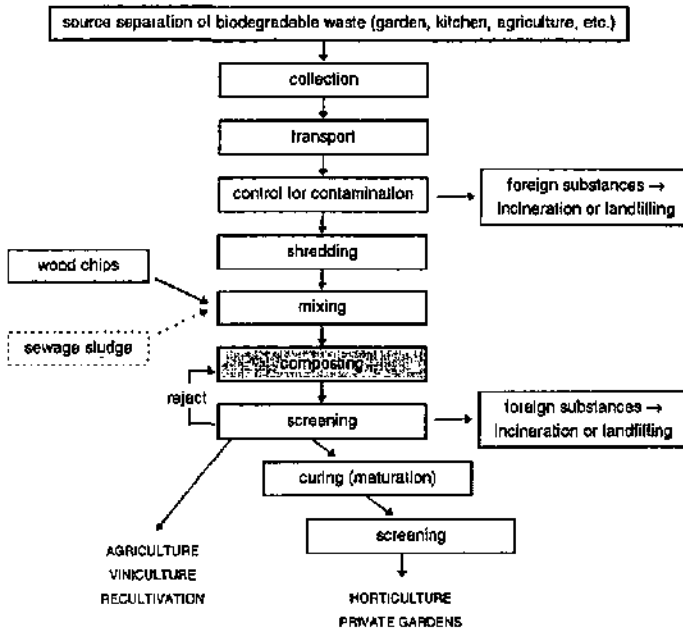 source separation of biodegradable waste (garden, kitchen, agriculture, etc.)
collection
transport
control for contamination
foreign substances →
incineration or landfilling
shredding
wood chips
mixing
sewage sludge
composting
reject
screening
foreign substances →
incineration or landfilling
curing (maturation)
screening
AGRICULTURE
VINICULTURE
RECULTIVATION
HORTICULTURE
PRIVATE GARDENS